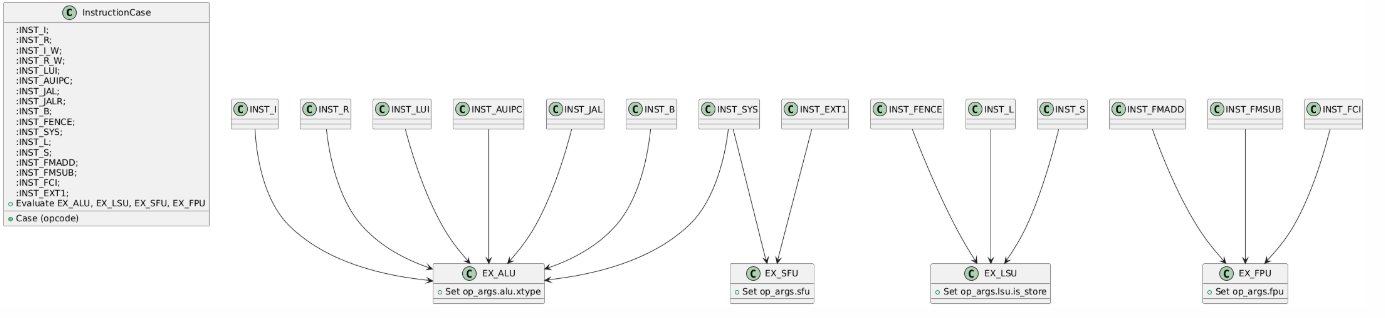 C InstructionCase
:INST_I;
:INST_R;
:INST_I_W;
:INST_R_W;
:INST_LUI;
:INST_AUIPC;
:INST_JAL;
:INST_JALR;
:INST_B;
:INST_FENCE;
:INST_SYS;
:INST_L;
:INST_S;
:INST_FMADD;
:INST_FMSUB;
:INST_FCI;
:INST_EXT1;
Evaluate EX_ALU, EX_LSU, EX_SFU, EX_FPU
Case (opcode)
C INST_I
C INST_R
C INST_LUI
C INST_AUIPC
C INST_JAL
C INST_B
C INST_SYS
C INST_EXT1
C INST_FENCE
C INST_L
C INST_S
C INST_FMADD
C INST_FMSUB
C INST_FCI
C EX_ALU
Set op_args.alu.xtype
C EX_SFU
Set op_args.sfu
C EX_LSU
Set op_args.lsu.is_store
C EX_FPU
Set op_args.fpu